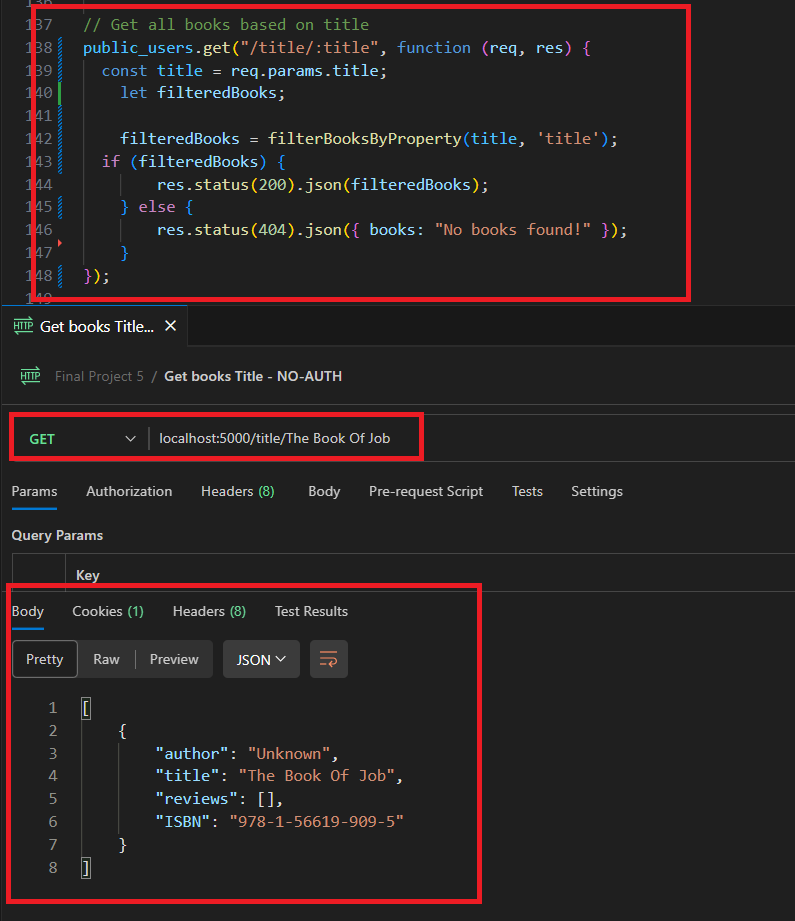 136
137 // Get all books based on title
138 public_users.get("/title/:title", function (req, res) {
139 const title = req.params.title;
140 let filteredBooks;
141
142 filteredBooks = filterBooksByProperty(title, 'title');
143 if (filteredBooks) {
144 res.status(200).json(filteredBooks);
145 } else {
146 res.status(404).json({ books: "No books found!" });
147 }
148 });
149
HTTP Get books Title... ✕
HTTP Final Project 5 / Get books Title - NO-AUTH
GET localhost:5000/title/The Book Of Job
Params Authorization Headers (8) Body Pre-request Script Tests Settings
Query Params
Key
Body Cookies (1) Headers (8) Test Results
Pretty Raw Preview JSON
1 [
2 {
3 "author": "Unknown",
4 "title": "The Book Of Job",
5 "reviews": [],
6 "ISBN": "978-1-56619-909-5"
7 }
8 ]